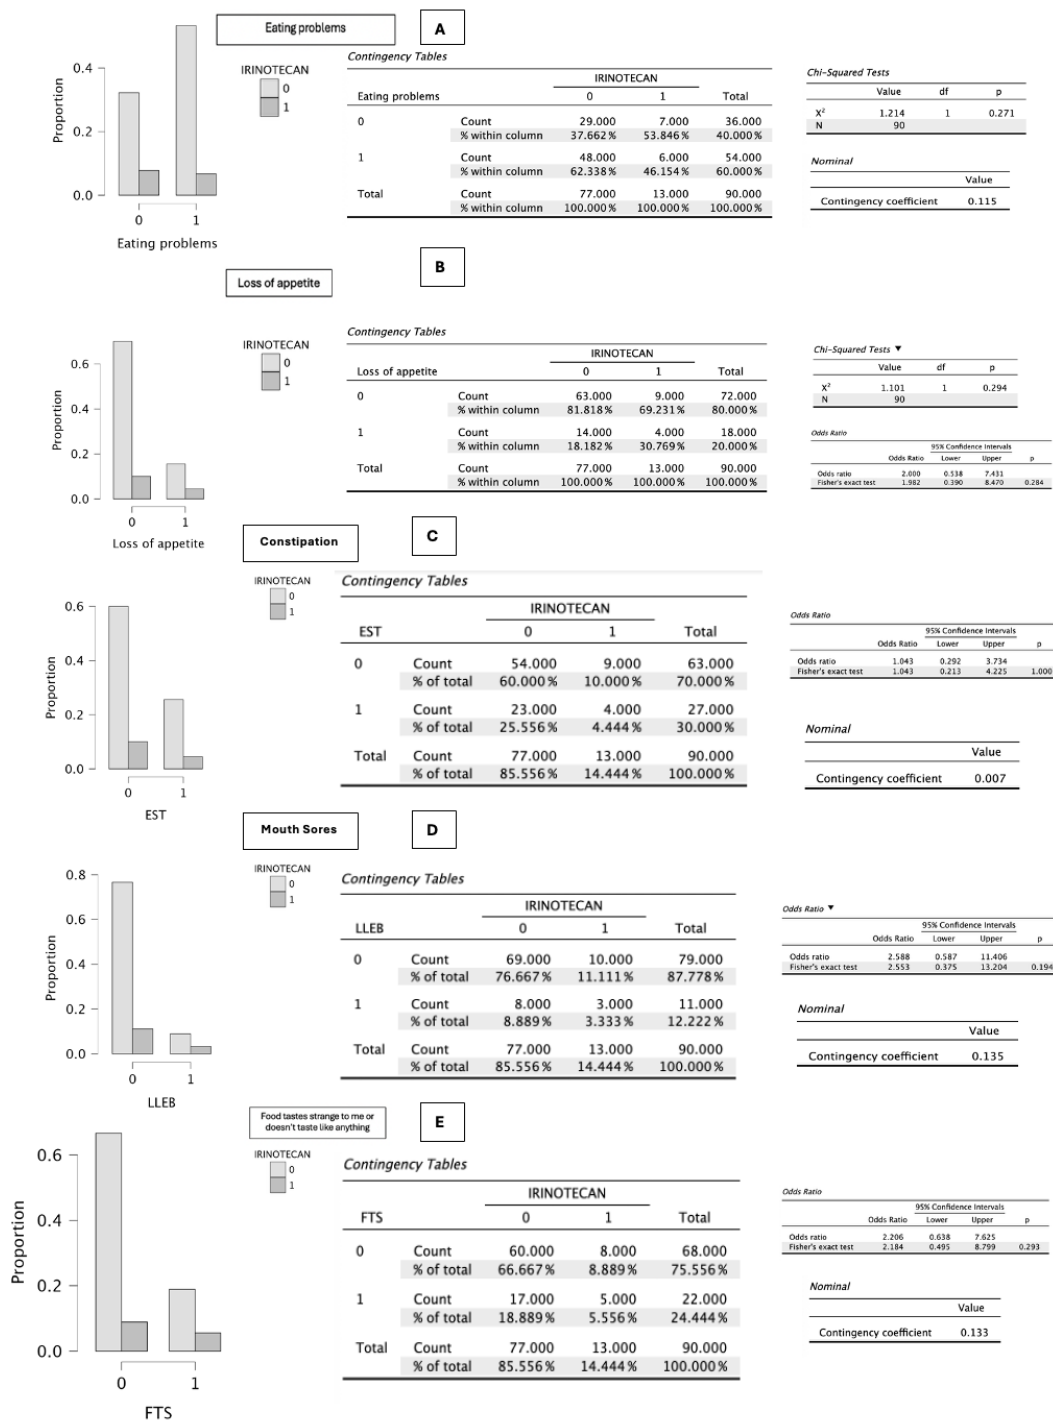 Eating problems
A
Proportion
0.4
0.2
0.0
0 1
Eating problems
IRINOTECAN
0
1
Contingency Tables
IRINOTECAN
Eating problems 0 1 Total
0 Count 29.000 7.000 36.000
% within column 37.662 % 53.846 % 40.000 %
1 Count 48.000 6.000 54.000
% within column 62.338 % 46.154 % 60.000 %
Total Count 77.000 13.000 90.000
% within column 100.000 % 100.000 % 100.000 %
Chi-Squared Tests
Value df p
X² 1.214 1 0.271
N 90
Nominal
Value
Contingency coefficient 0.115
B
Loss of appetite
Proportion
0.6
0.4
0.2
0.0
0 1
Loss of appetite
IRINOTECAN
0
1
Contingency Tables
IRINOTECAN
Loss of appetite 0 1 Total
0 Count 63.000 9.000 72.000
% within column 81.818 % 69.231 % 80.000 %
1 Count 14.000 4.000 18.000
% within column 18.182 % 30.769 % 20.000 %
Total Count 77.000 13.000 90.000
% within column 100.000 % 100.000 % 100.000 %
Chi-Squared Tests ▼
Value df p
X² 1.101 1 0.294
N 90
Odds Ratio
95% Confidence Intervals
Odds Ratio Lower Upper p
Odds ratio 2.000 0.538 7.431
Fisher's exact test 1.982 0.390 8.470 0.284
Constipation
C
Proportion
0.6
0.4
0.2
0.0
0 1
EST
IRINOTECAN
0
1
Contingency Tables
IRINOTECAN
EST 0 1 Total
0 Count 54.000 9.000 63.000
% of total 60.000 % 10.000 % 70.000 %
1 Count 23.000 4.000 27.000
% of total 25.556 % 4.444 % 30.000 %
Total Count 77.000 13.000 90.000
% of total 85.556 % 14.444 % 100.000 %
Odds Ratio
95% Confidence Intervals
Odds Ratio Lower Upper p
Odds ratio 1.043 0.292 3.734
Fisher's exact test 1.043 0.213 4.225 1.000
Nominal
Value
Contingency coefficient 0.007
Mouth Sores
D
Proportion
0.8
0.6
0.4
0.2
0.0
0 1
LLEB
IRINOTECAN
0
1
Contingency Tables
IRINOTECAN
LLEB 0 1 Total
0 Count 69.000 10.000 79.000
% of total 76.667 % 11.111 % 87.778 %
1 Count 8.000 3.000 11.000
% of total 8.889 % 3.333 % 12.222 %
Total Count 77.000 13.000 90.000
% of total 85.556 % 14.444 % 100.000 %
Odds Ratio ▼
95% Confidence Intervals
Odds Ratio Lower Upper p
Odds ratio 2.588 0.587 11.406
Fisher's exact test 2.553 0.375 13.204 0.194
Nominal
Value
Contingency coefficient 0.135
Food tastes strange to me or
doesn't taste like anything
E
Proportion
0.6
0.4
0.2
0.0
0 1
FTS
IRINOTECAN
0
1
Contingency Tables
IRINOTECAN
FTS 0 1 Total
0 Count 60.000 8.000 68.000
% of total 66.667 % 8.889 % 75.556 %
1 Count 17.000 5.000 22.000
% of total 18.889 % 5.556 % 24.444 %
Total Count 77.000 13.000 90.000
% of total 85.556 % 14.444 % 100.000 %
Odds Ratio
95% Confidence Intervals
Odds Ratio Lower Upper p
Odds ratio 2.206 0.638 7.625
Fisher's exact test 2.184 0.495 8.799 0.293
Nominal
Value
Contingency coefficient 0.133